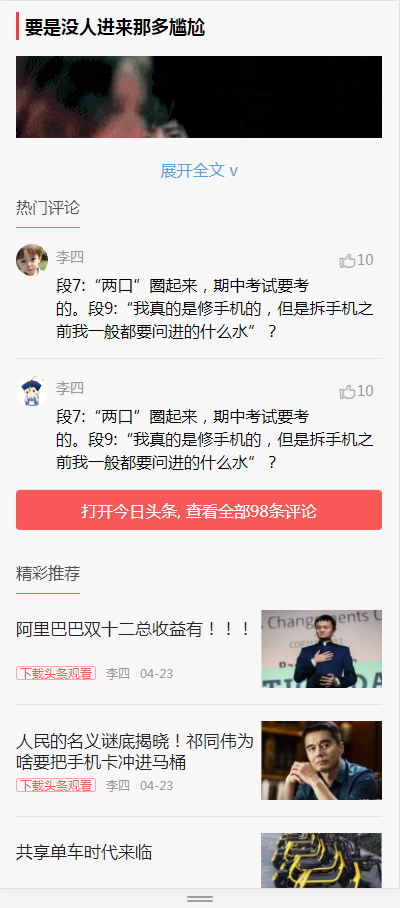 要是没人进来那多尴尬
展开全文 v
热门评论
李四
10
段7:“两口”圈起来，期中考试要考
的。段9:“我真的是修手机的，但是拆手机之
前我一般都要问进的什么水”？
李四
10
段7:“两口”圈起来，期中考试要考
的。段9:“我真的是修手机的，但是拆手机之
前我一般都要问进的什么水”？
打开今日头条, 查看全部98条评论
精彩推荐
阿里巴巴双十二总收益有！！！
下载头条观看 李四 04-23
人民的名义谜底揭晓！祁同伟为
啥要把手机卡冲进马桶
下载头条观看 李四 04-23
共享单车时代来临